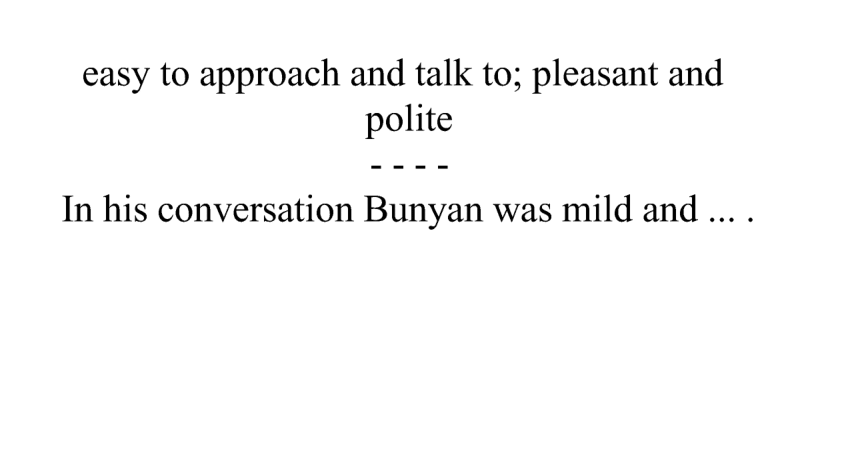 easy to approach and talk to; pleasant and
polite
- - - -
In his conversation Bunyan was mild and ... .